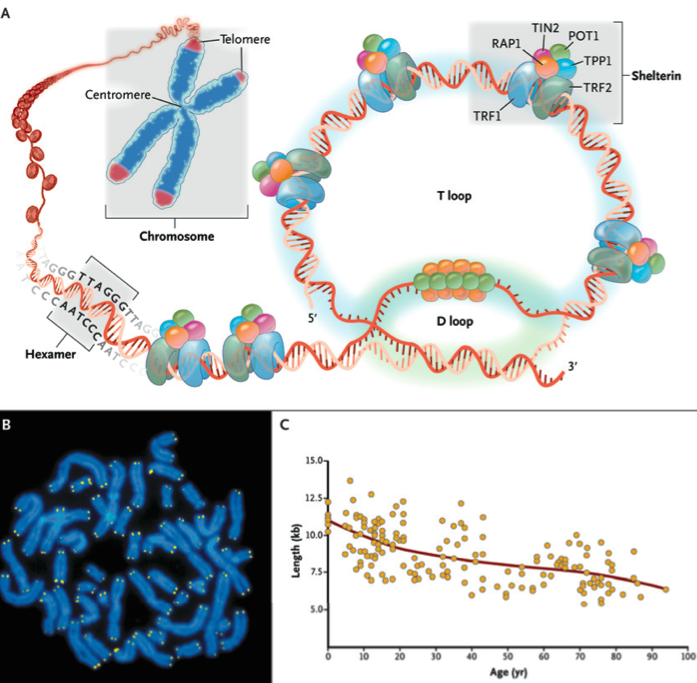 A
Telomere
Centromere
Chromosome
TIN2
POT1
RAP1
TPP1
TRF2
TRF1
Shelterin
T loop
D loop
5′
3′
TAGGGTTAGGGTTAGG
ATCCCAATCCCAATCCC
Hexamer
B
C
15.0
12.5
10.0
7.5
5.0
Length (kb)
0 10 20 30 40 50 60 70 80 90 100
Age (yr)